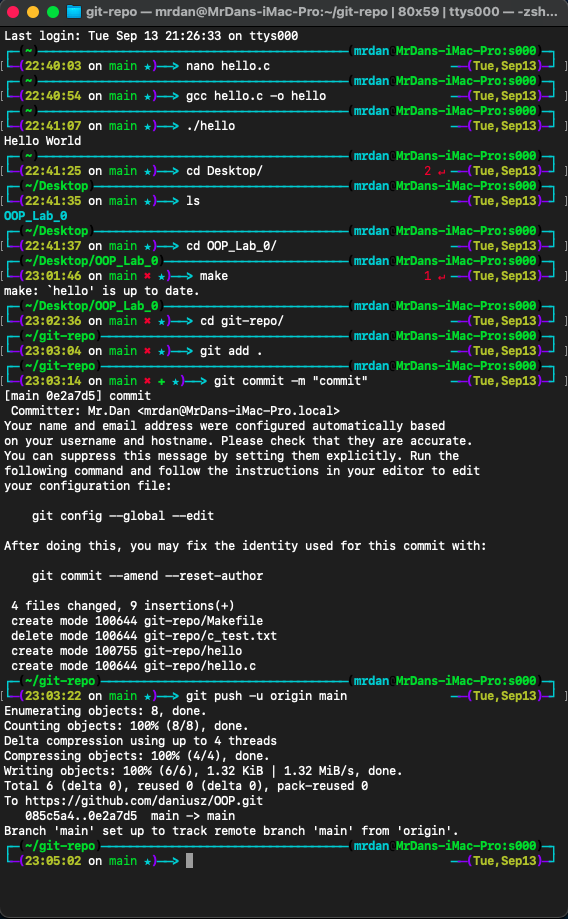 git-repo — mrdan@MrDans-iMac-Pro:~/git-repo | 80x59 | ttys000 — -zsh...
Last login: Tue Sep 13 21:26:33 on ttys000
(~) (mrdan MrDans-iMac-Pro:s000)
(22:40:03 on main ★)──> nano hello.c ──(Tue,Sep13)
(~) (mrdan MrDans-iMac-Pro:s000)
(22:40:54 on main ★)──> gcc hello.c -o hello ──(Tue,Sep13)
(~) (mrdan MrDans-iMac-Pro:s000)
(22:41:07 on main ★)──> ./hello ──(Tue,Sep13)
Hello World
(~) (mrdan MrDans-iMac-Pro:s000)
(22:41:25 on main ★)──> cd Desktop/ 2 ↵ ──(Tue,Sep13)
(~/Desktop) (mrdan MrDans-iMac-Pro:s000)
(22:41:35 on main ★)──> ls ──(Tue,Sep13)
OOP_Lab_0
(~/Desktop) (mrdan MrDans-iMac-Pro:s000)
(22:41:37 on main ★)──> cd OOP_Lab_0/ ──(Tue,Sep13)
(~/Desktop/OOP_Lab_0) (mrdan MrDans-iMac-Pro:s000)
(23:01:46 on main ✖ ★)──> make 1 ↵ ──(Tue,Sep13)
make: `hello' is up to date.
(~/Desktop/OOP_Lab_0) (mrdan MrDans-iMac-Pro:s000)
(23:02:36 on main ✖ ★)──> cd git-repo/ ──(Tue,Sep13)
(~/git-repo) (mrdan MrDans-iMac-Pro:s000)
(23:03:04 on main ✖ ★)──> git add . ──(Tue,Sep13)
(~/git-repo) (mrdan MrDans-iMac-Pro:s000)
(23:03:14 on main ✖ ✚ ★)──> git commit -m "commit" ──(Tue,Sep13)
[main 0e2a7d5] commit
 Committer: Mr.Dan <mrdan@MrDans-iMac-Pro.local>
Your name and email address were configured automatically based
on your username and hostname. Please check that they are accurate.
You can suppress this message by setting them explicitly. Run the
following command and follow the instructions in your editor to edit
your configuration file:
    git config --global --edit
After doing this, you may fix the identity used for this commit with:
    git commit --amend --reset-author
 4 files changed, 9 insertions(+)
 create mode 100644 git-repo/Makefile
 delete mode 100644 git-repo/c_test.txt
 create mode 100755 git-repo/hello
 create mode 100644 git-repo/hello.c
(~/git-repo) (mrdan MrDans-iMac-Pro:s000)
(23:03:22 on main ★)──> git push -u origin main ──(Tue,Sep13)
Enumerating objects: 8, done.
Counting objects: 100% (8/8), done.
Delta compression using up to 4 threads
Compressing objects: 100% (4/4), done.
Writing objects: 100% (6/6), 1.32 KiB | 1.32 MiB/s, done.
Total 6 (delta 0), reused 0 (delta 0), pack-reused 0
To https://github.com/daniusz/OOP.git
   085c5a4..0e2a7d5  main -> main
Branch 'main' set up to track remote branch 'main' from 'origin'.
(~/git-repo) (mrdan MrDans-iMac-Pro:s000)
(23:05:02 on main ★)──> ──(Tue,Sep13)